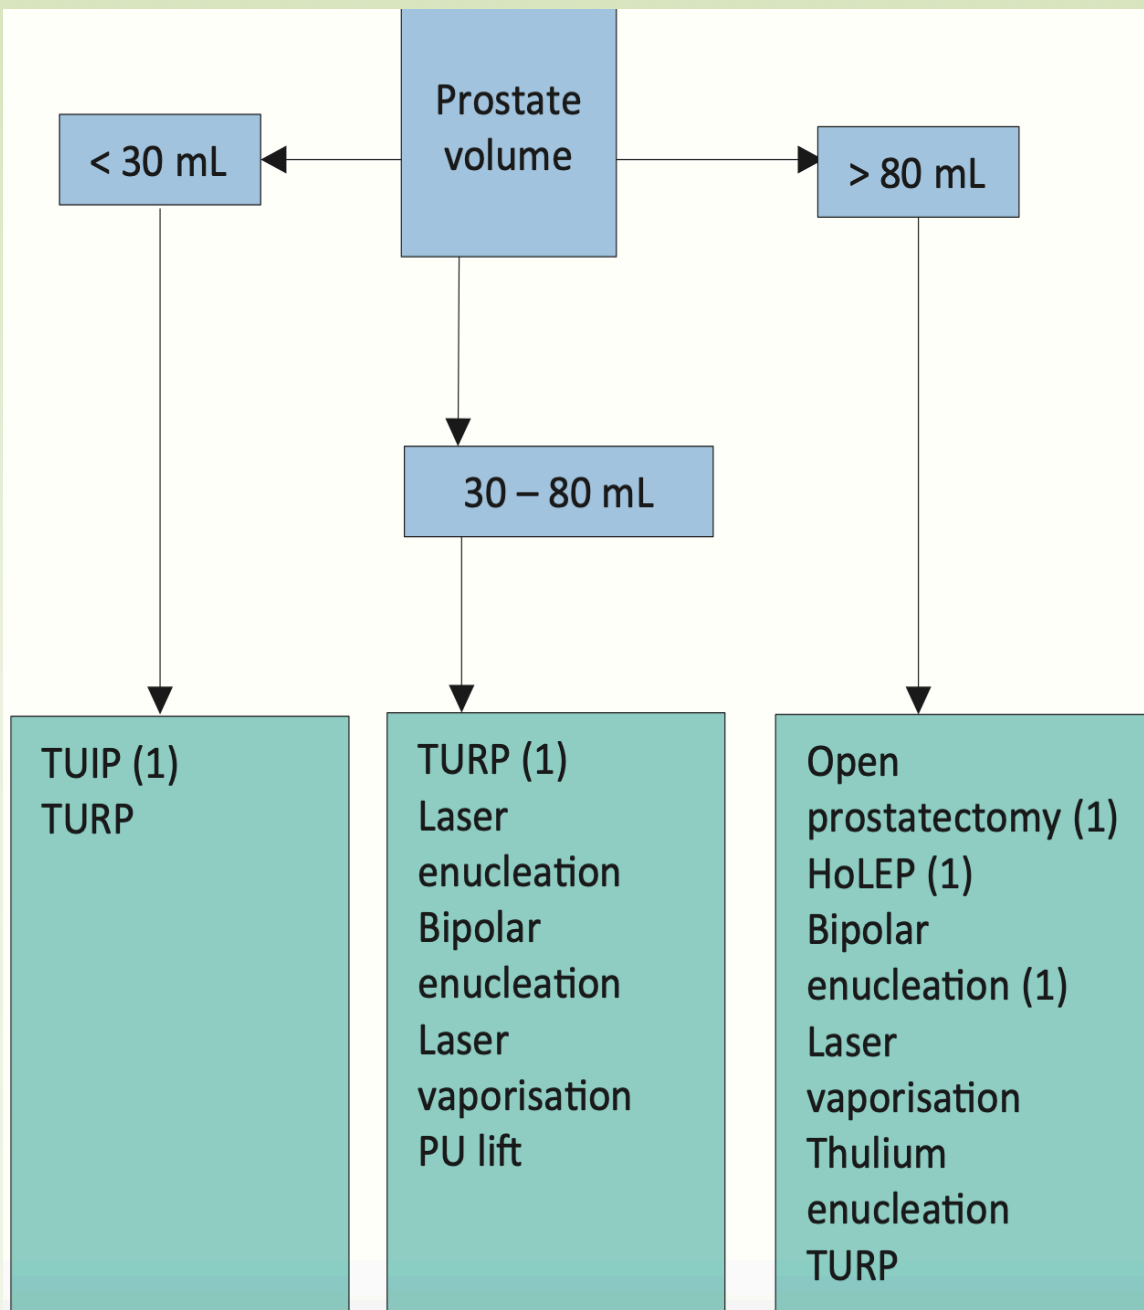 Prostate
volume
< 30 mL
> 80 mL
30 – 80 mL
TUIP (1)
TURP
TURP (1)
Laser
enucleation
Bipolar
enucleation
Laser
vaporisation
PU lift
Open
prostatectomy (1)
HoLEP (1)
Bipolar
enucleation (1)
Laser
vaporisation
Thulium
enucleation
TURP